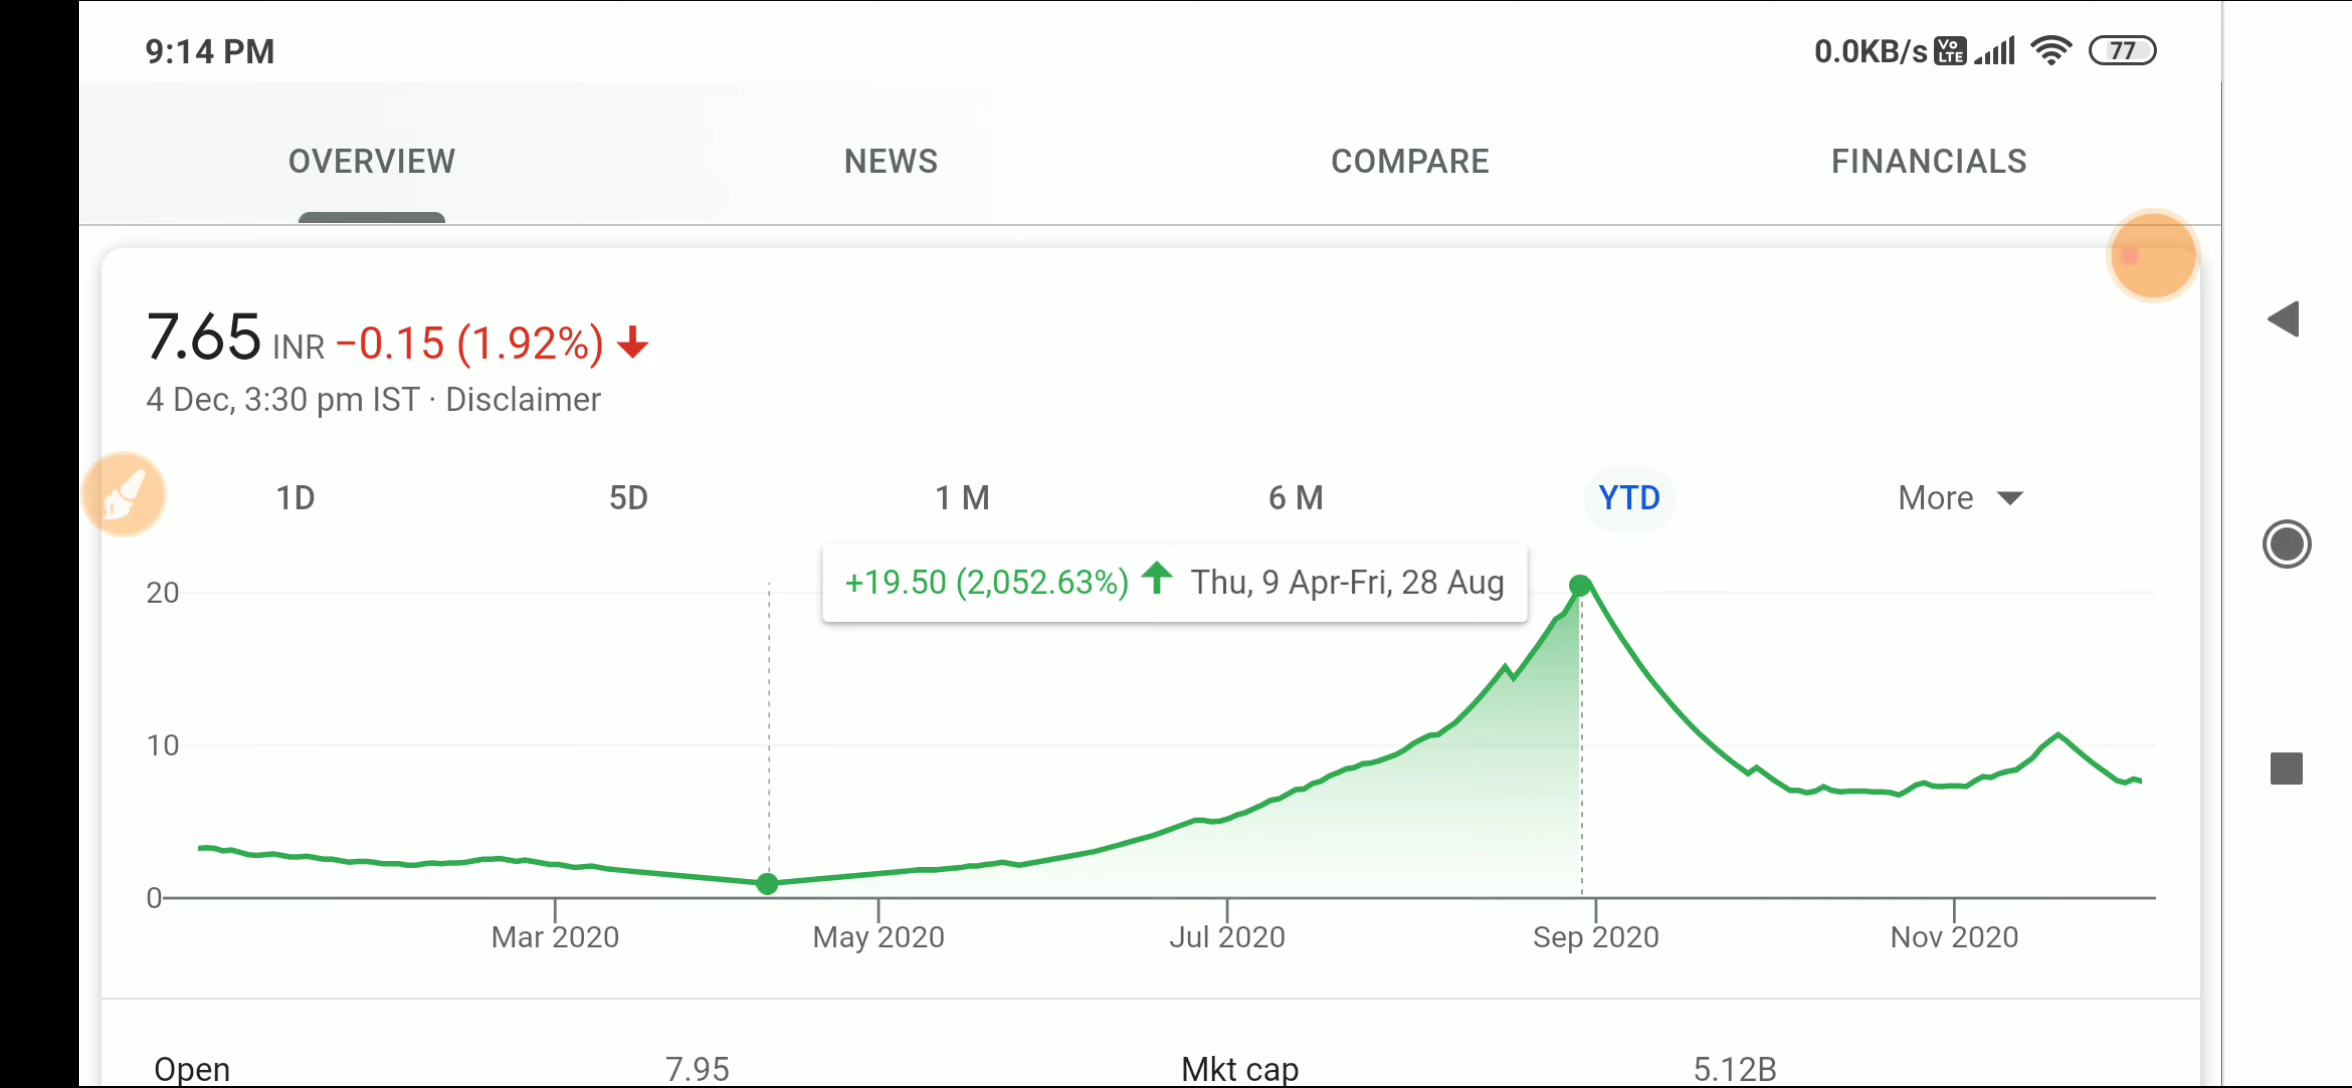 9:14 PM 0.0KB/s Vo LTE 77
OVERVIEW NEWS COMPARE FINANCIALS
7.65 INR −0.15 (1.92%)
4 Dec, 3:30 pm IST · Disclaimer
1D 5D 1 M 6 M YTD More
+19.50 (2,052.63%) Thu, 9 Apr-Fri, 28 Aug
20
10
0
Mar 2020 May 2020 Jul 2020 Sep 2020 Nov 2020
Open 7.95 Mkt cap 5.12B